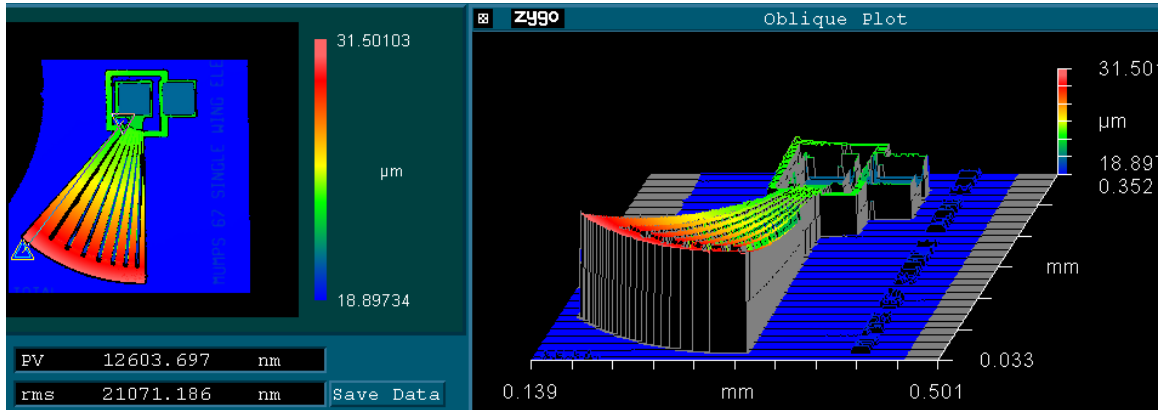 31.50103
µm
18.89734
MUMPS 67 SINGLE WING ELE
PV 12603.697 nm
rms 21071.186 nm Save Data
zygo Oblique Plot
31.501
µm
18.897
0.352
mm
0.033
0.139 mm 0.501